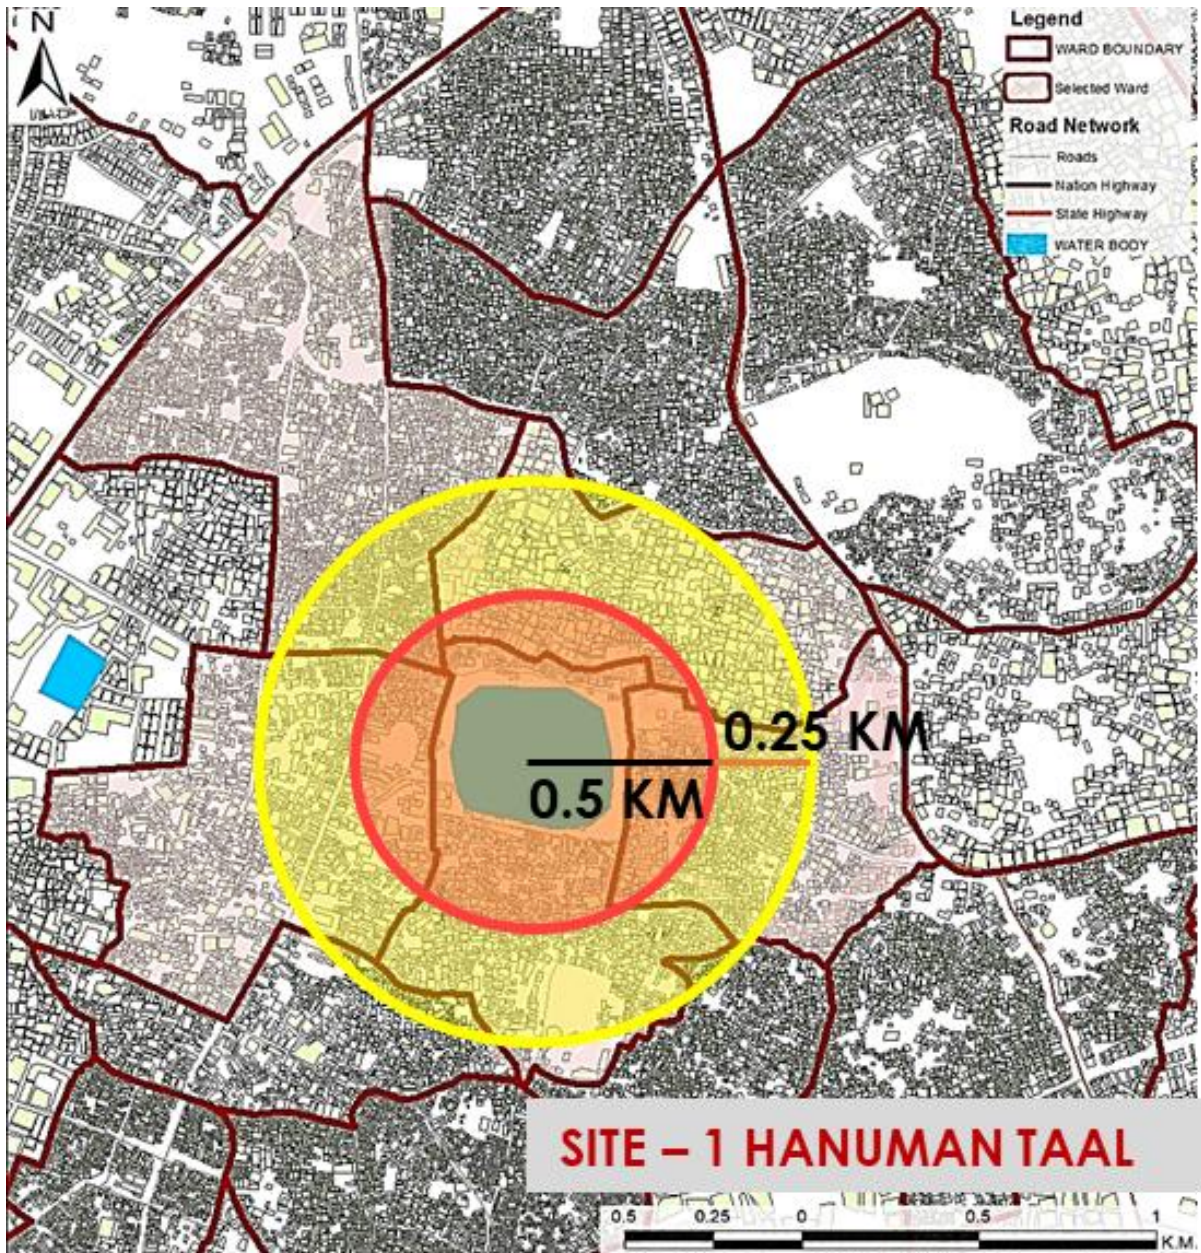 N
Legend
WARD BOUNDARY
Selected Ward
Road Network
Roads
Nation Highway
State Highway
WATER BODY
0.25 KM
0.5 KM
SITE – 1 HANUMAN TAAL
0.5 0.25 0 0.5 1
K.M.